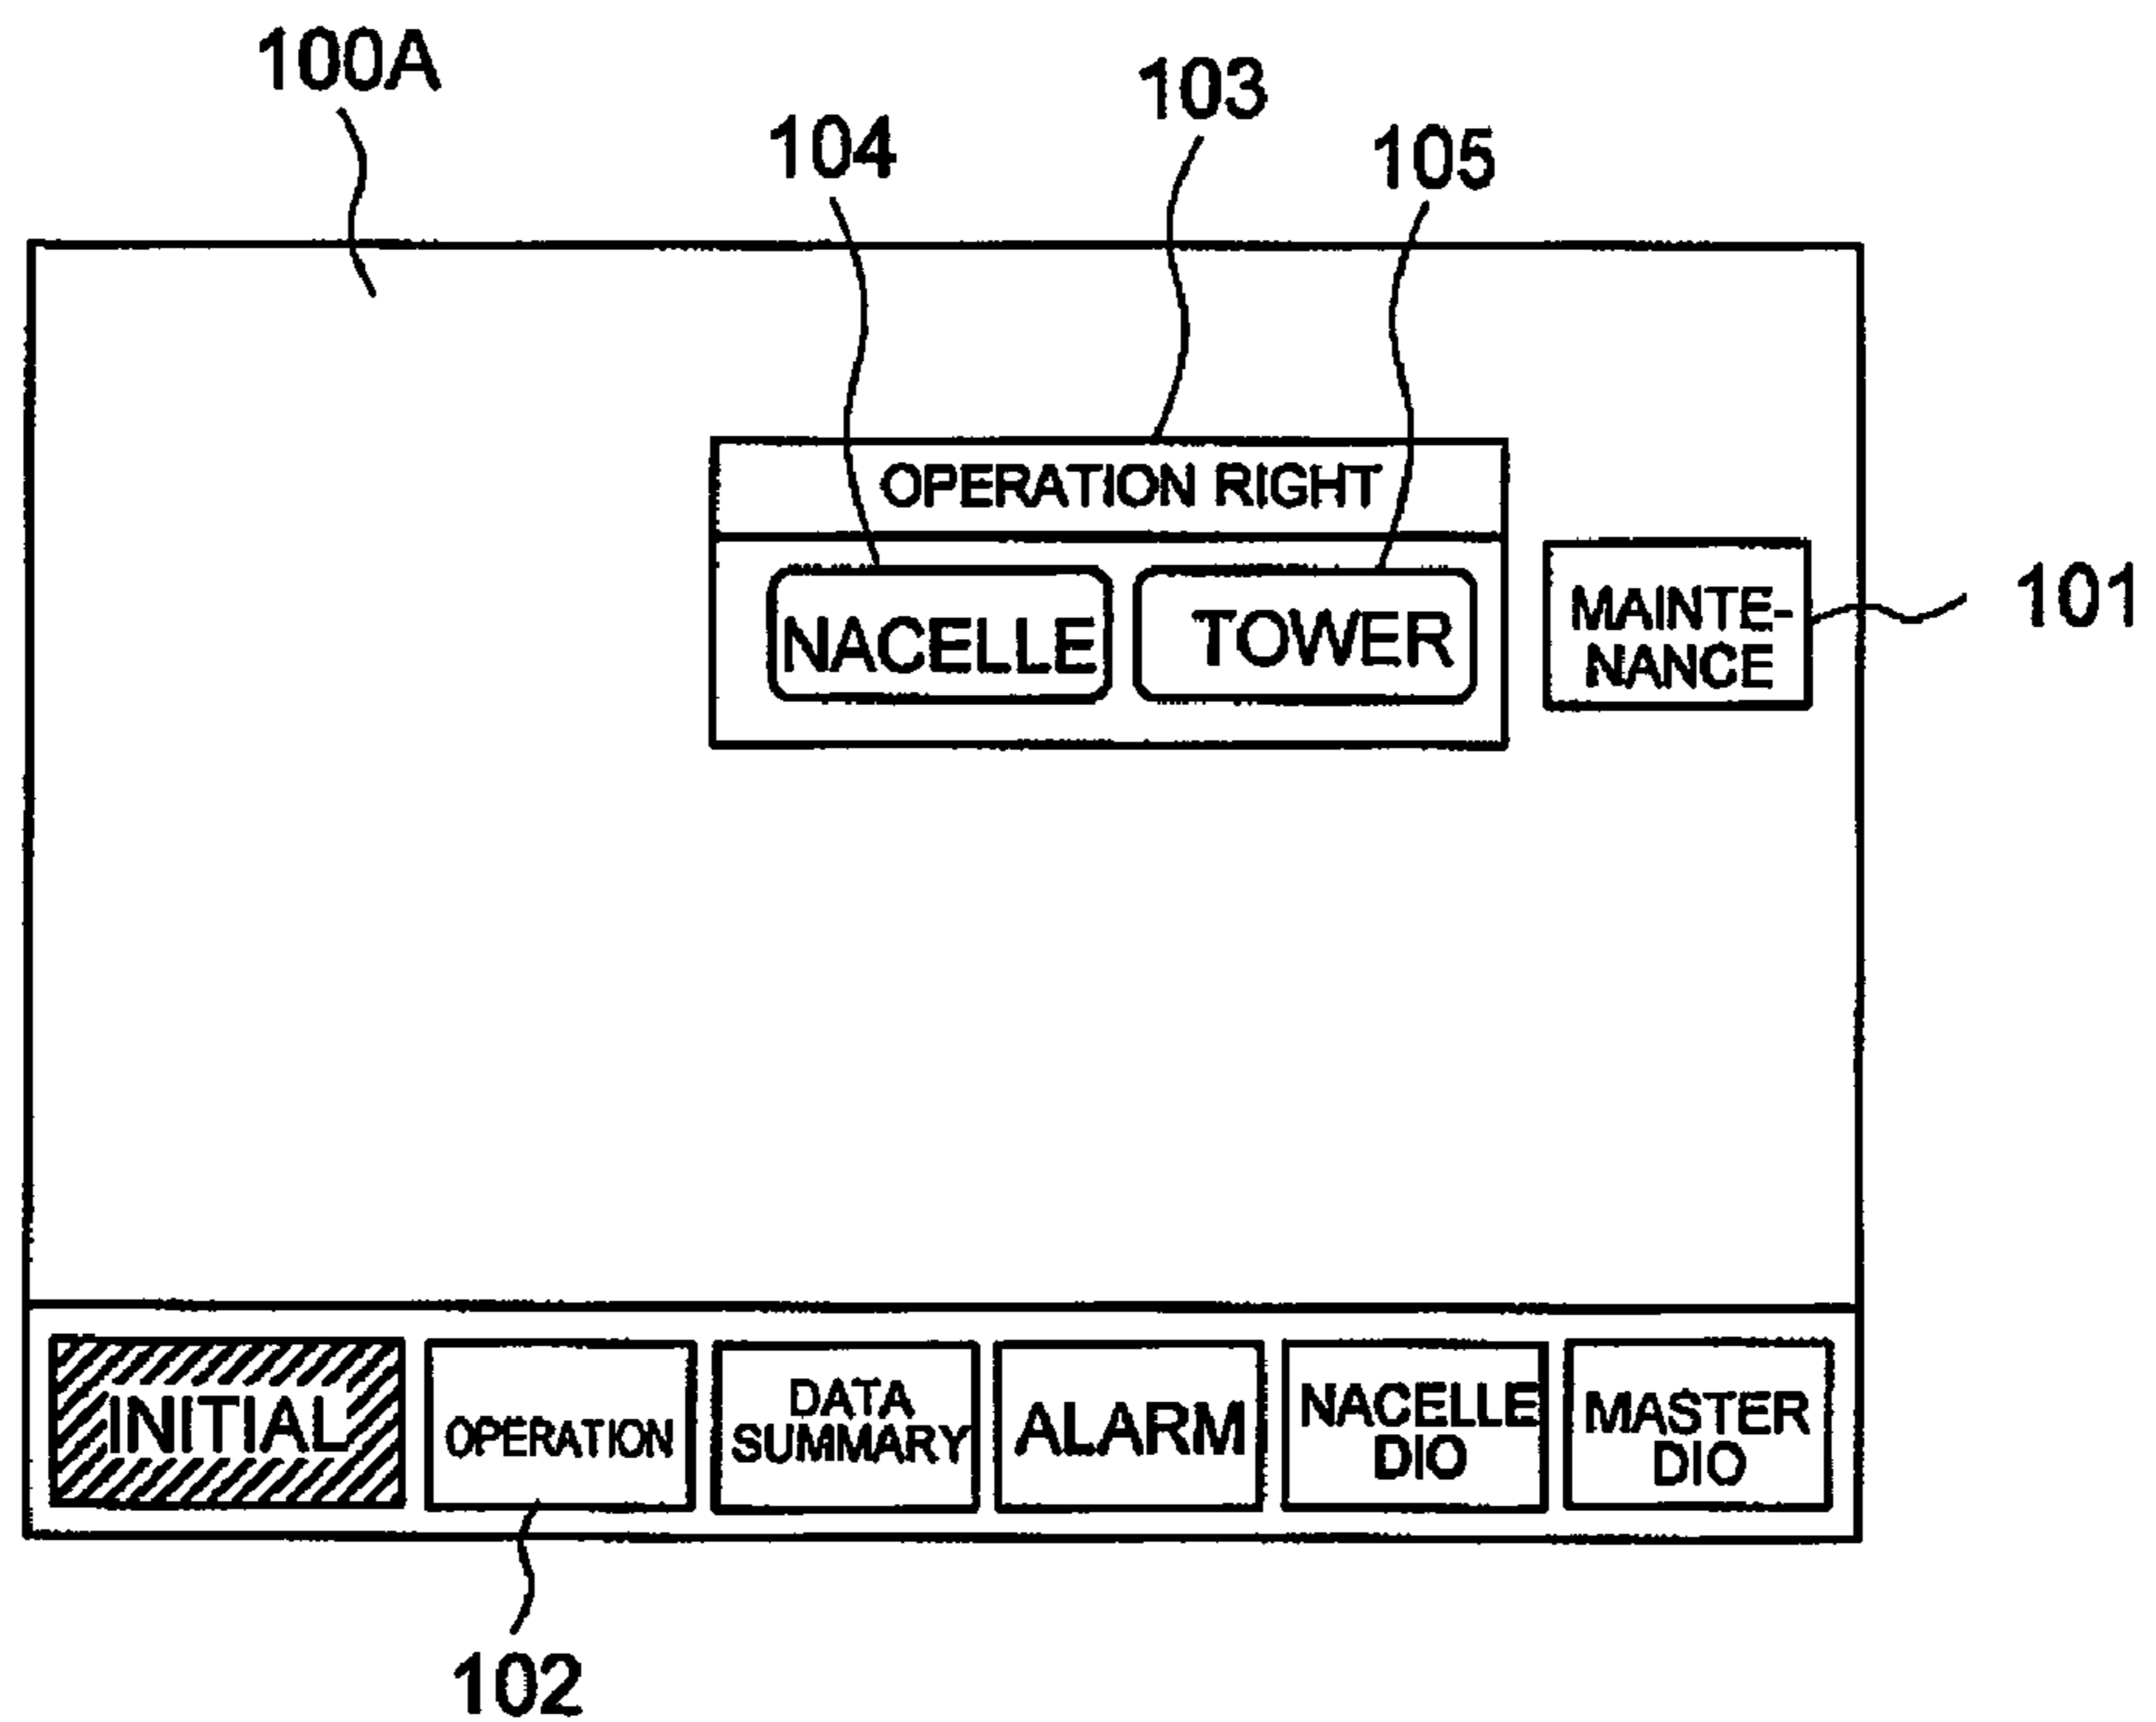 100A
103
104
105
OPERATION RIGHT
NACELLE
TOWER
MAINTE-
NANCE
101
INITIAL
OPERATION
DATA
SUMMARY
ALARM
NACELLE
DIO
MASTER
DIO
102